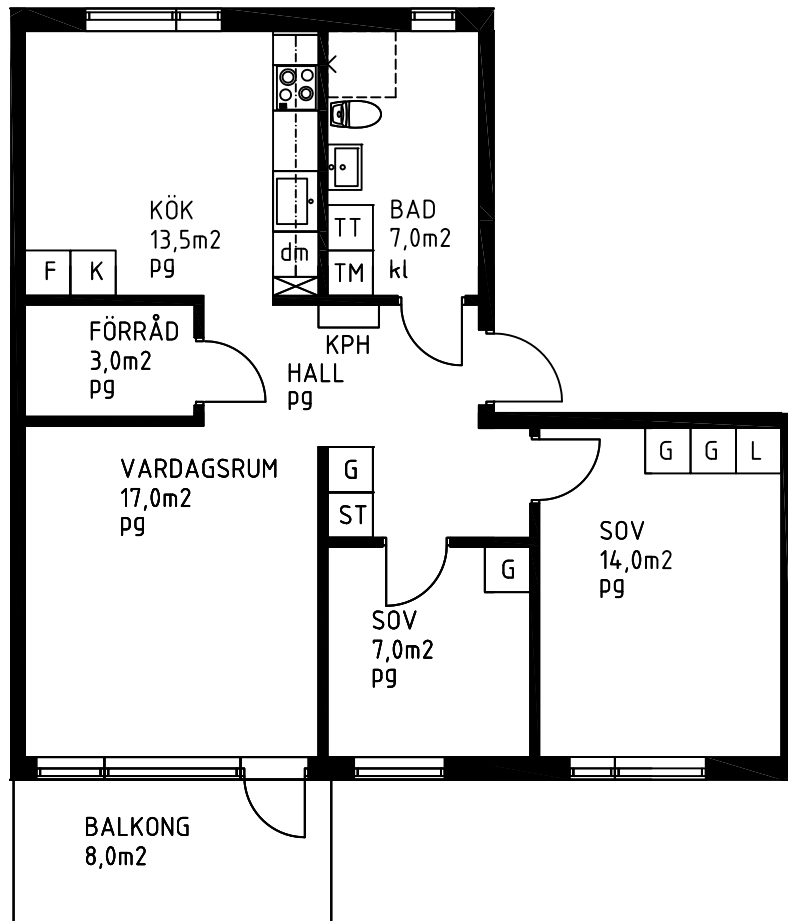 KÖK
13,5m2
pg
BAD
7,0m2
kl
TT
TM
dm
F
K
FÖRRÅD
3,0m2
pg
KPH
HALL
pg
VARDAGSRUM
17,0m2
pg
G
ST
G
G
L
SOV
14,0m2
pg
G
SOV
7,0m2
pg
BALKONG
8,0m2